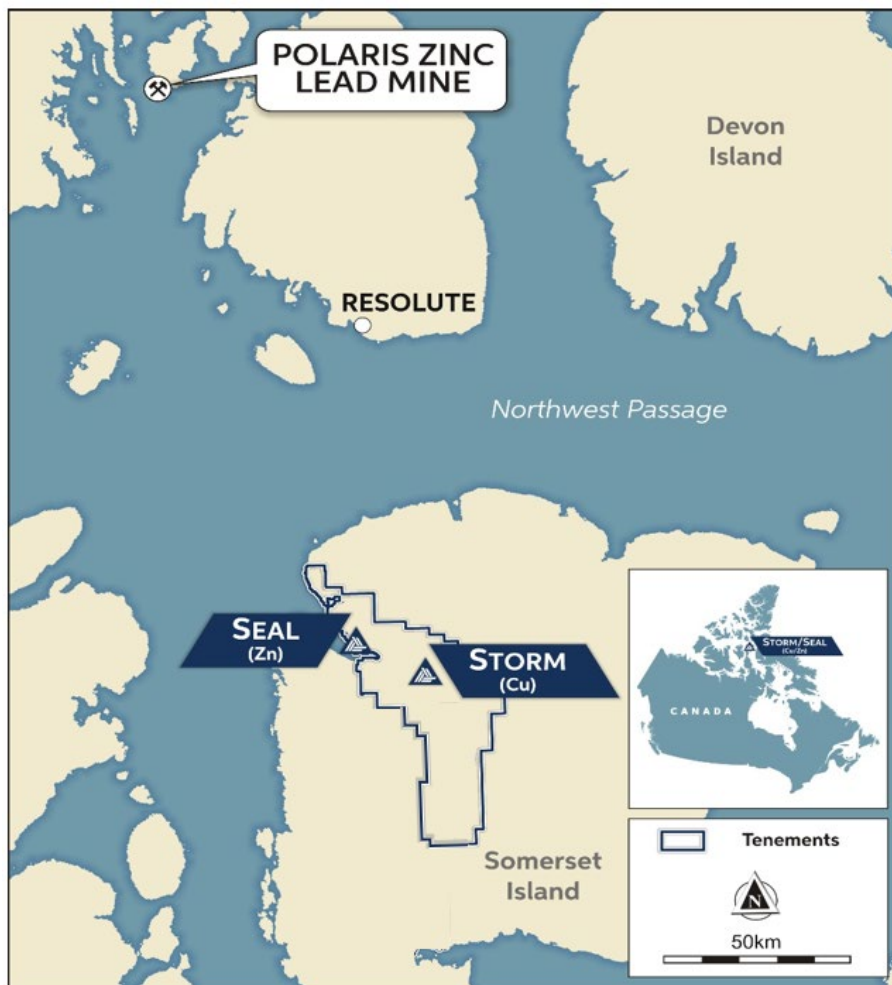 POLARIS ZINC
LEAD MINE
Devon
Island
RESOLUTE
Northwest Passage
SEAL
(Zn)
STORM
(Cu)
STORM/SEAL
(Cu/Zn)
CANADA
Somerset
Island
Tenements
N
50km